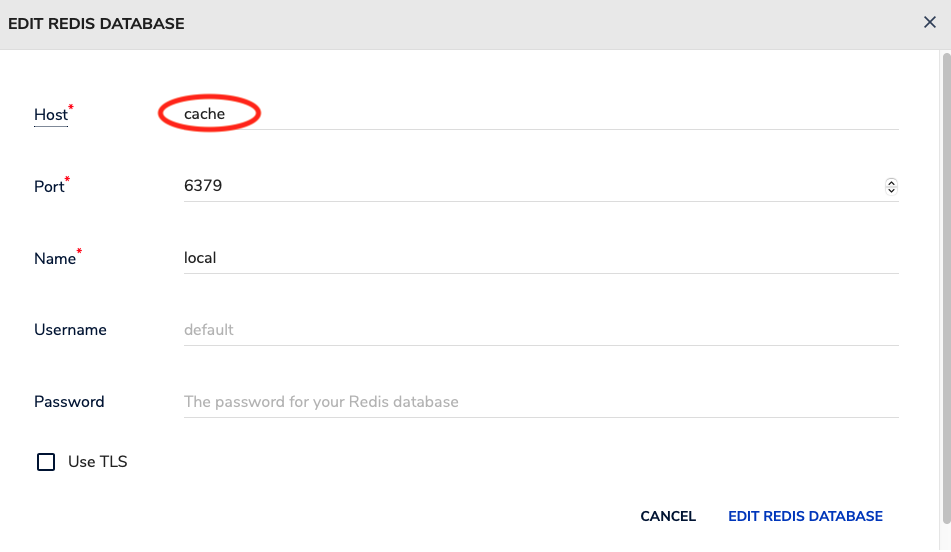 EDIT REDIS DATABASE
Host* cache
Port* 6379
Name* local
Username default
Password The password for your Redis database
Use TLS
CANCEL EDIT REDIS DATABASE